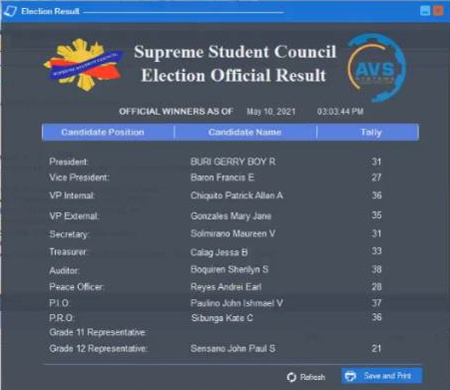 Election Result
Supreme Student Council
Election Official Result
SUPREME STUDENT COUNCIL
AVS
OFFICIAL WINNERS AS OF May 10, 2021 03:03:44 PM
Candidate Position Candidate Name Tally
President: BURI GERRY BOY R 31
Vice President: Baron Francis E 27
VP Internal: Chiquito Patrick Allen A 36
VP External: Gonzales Mary Jane 35
Secretary: Solmirano Maureen V 31
Treasurer: Calag Jessa B 33
Auditor: Boquiren Shenlyn S 38
Peace Officer: Reyes Andrei Earl 28
P.I.O: Paulino John Ishmael V 37
P.R.O: Sibunga Kate C 36
Grade 11 Representative:
Grade 12 Representative: Sensano John Paul S 21
Refresh Save and Print